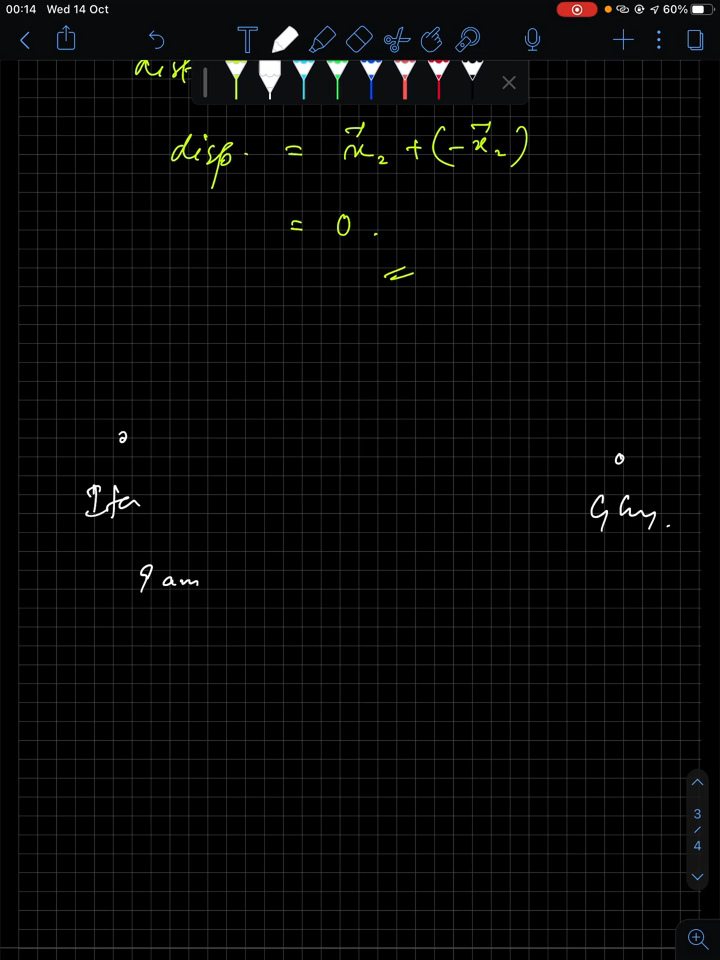 00:14 Wed 14 Oct
60%
T
disp. = x⃗₂ + (-x⃗₂)
= 0.
9 am
3
/
4